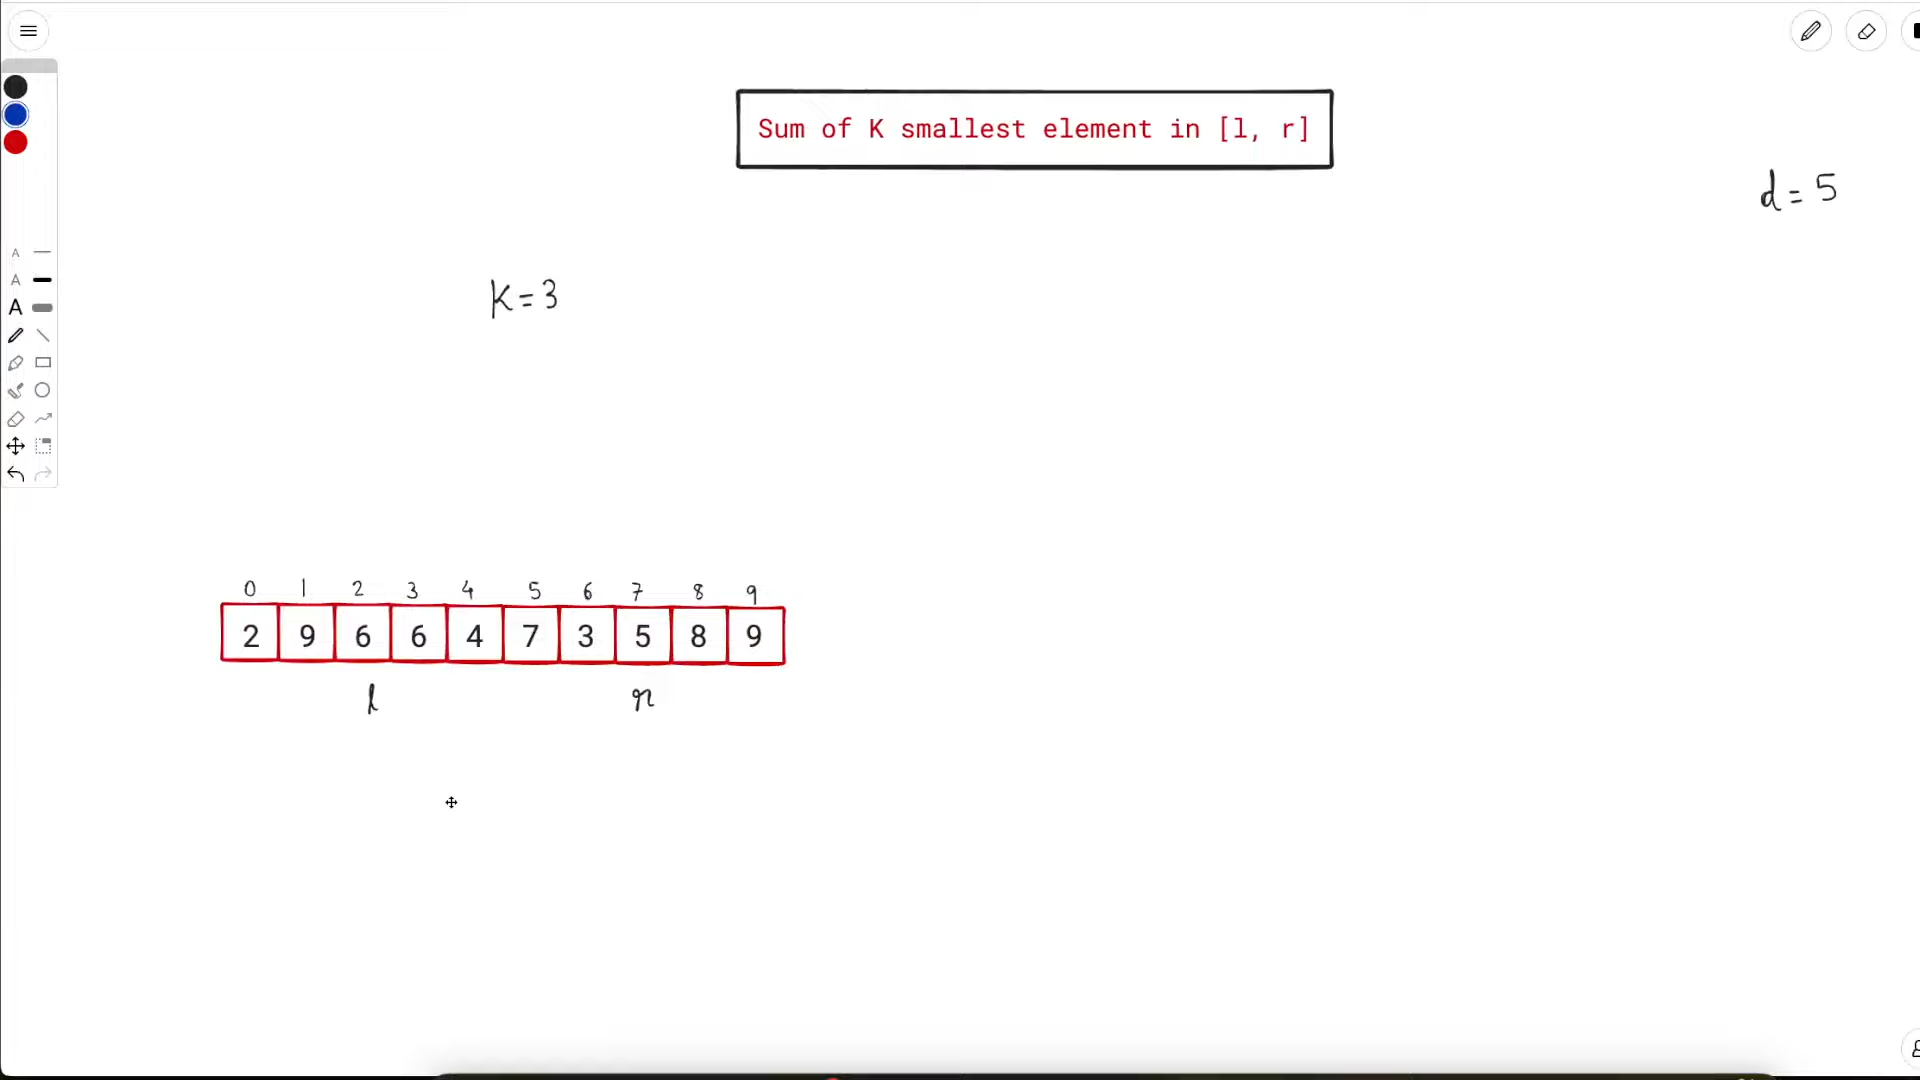 Sum of K smallest element in [l, r]
d = 5
K = 3
0 1 2 3 4 5 6 7 8 9
2 9 6 6 4 7 3 5 8 9
l r
A
A
A